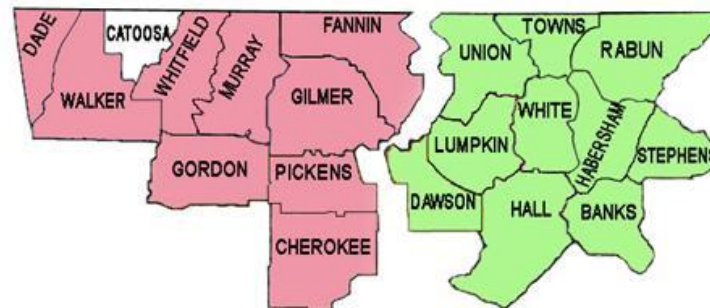 DADE
CATOOSA
WALKER
WHITFIELD
MURRAY
FANNIN
GILMER
GORDON
PICKENS
CHEROKEE
UNION
TOWNS
RABUN
WHITE
LUMPKIN
HABERSHAM
STEPHENS
DAWSON
HALL
BANKS